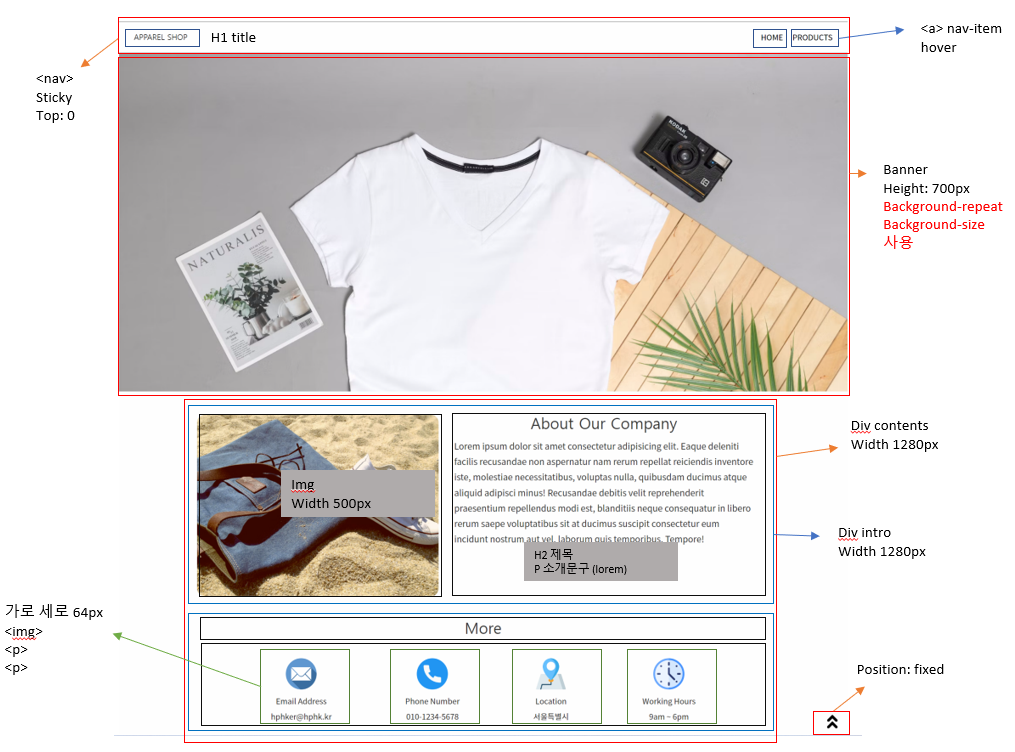 APPAREL SHOP
H1 title
HOME
PRODUCTS
<a> nav-item
hover
<nav>
Sticky
Top: 0
KODAK
NATURALIS
Banner
Height: 700px
Background-repeat
Background-size
사용
About Our Company
Lorem ipsum dolor sit amet consectetur adipisicing elit. Eaque deleniti
facilis recusandae non aspernatur nam rerum repellat reiciendis inventore
iste, molestiae necessitatibus, voluptas nulla, quibusdam ducimus atque
aliquid adipisci minus! Recusandae debitis velit reprehenderit
praesentium repellendus modi est, blanditiis neque consequatur in libero
rerum saepe voluptatibus sit at ducimus suscipit consectetur eum
incidunt nostrum aut vel, laborum quis temporibus. Tempore!
Img
Width 500px
H2 제목
P 소개문구 (lorem)
Div contents
Width 1280px
Div intro
Width 1280px
가로 세로 64px
<img>
<p>
<p>
More
Email Address
hphker@hphk.kr
Phone Number
010-1234-5678
Location
서울특별시
Working Hours
9am ~ 6pm
Position: fixed